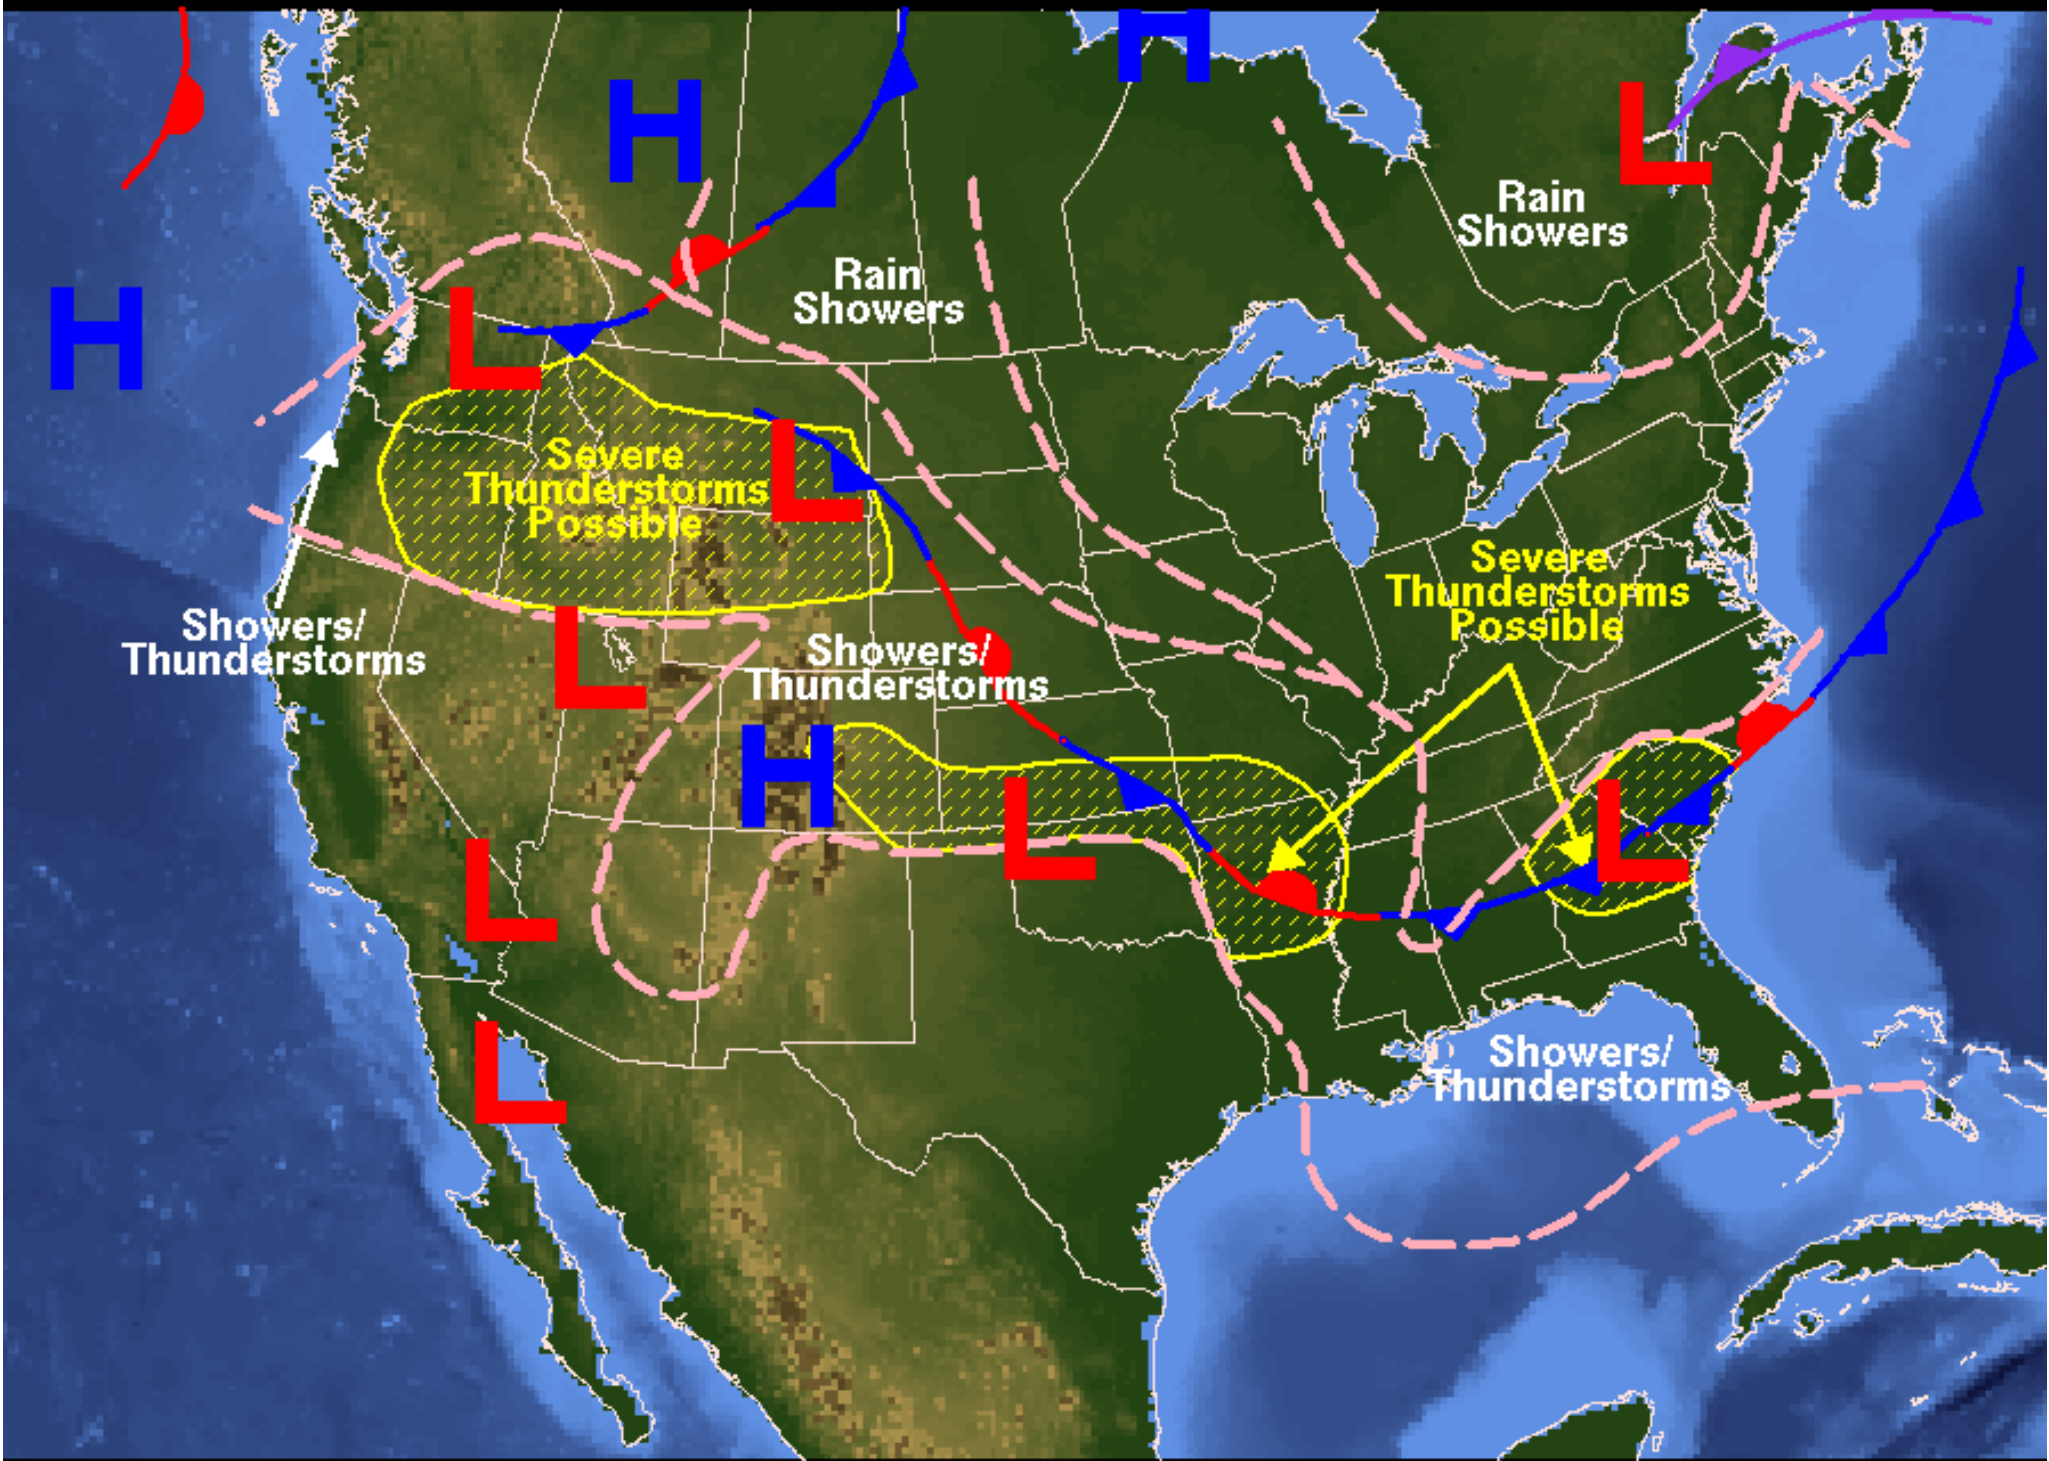 H
H
L
Rain
Showers
Rain
Showers
H
L
L
Severe
Thunderstorms
Possible
Severe
Thunderstorms
Possible
Showers/
Thunderstorms
L
Showers/
Thunderstorms
H
L
L
L
L
Showers/
Thunderstorms